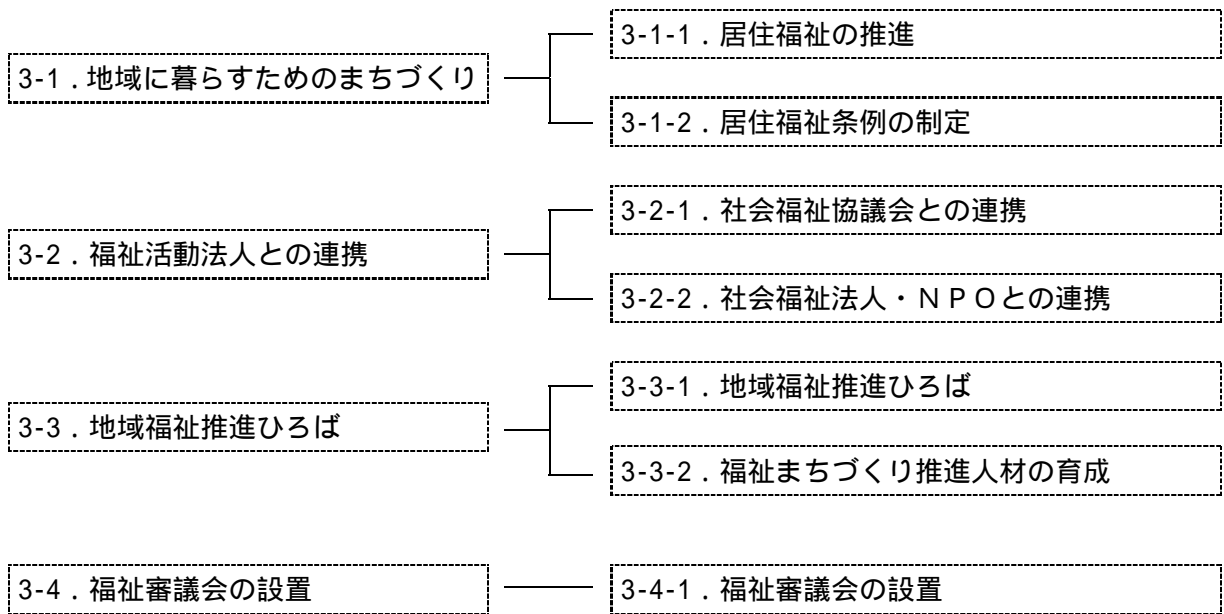 3-1．地域に暮らすためのまちづくり
3-1-1．居住福祉の推進
3-1-2．居住福祉条例の制定
3-2．福祉活動法人との連携
3-2-1．社会福祉協議会との連携
3-2-2．社会福祉法人・ＮＰＯとの連携
3-3．地域福祉推進ひろば
3-3-1．地域福祉推進ひろば
3-3-2．福祉まちづくり推進人材の育成
3-4．福祉審議会の設置
3-4-1．福祉審議会の設置